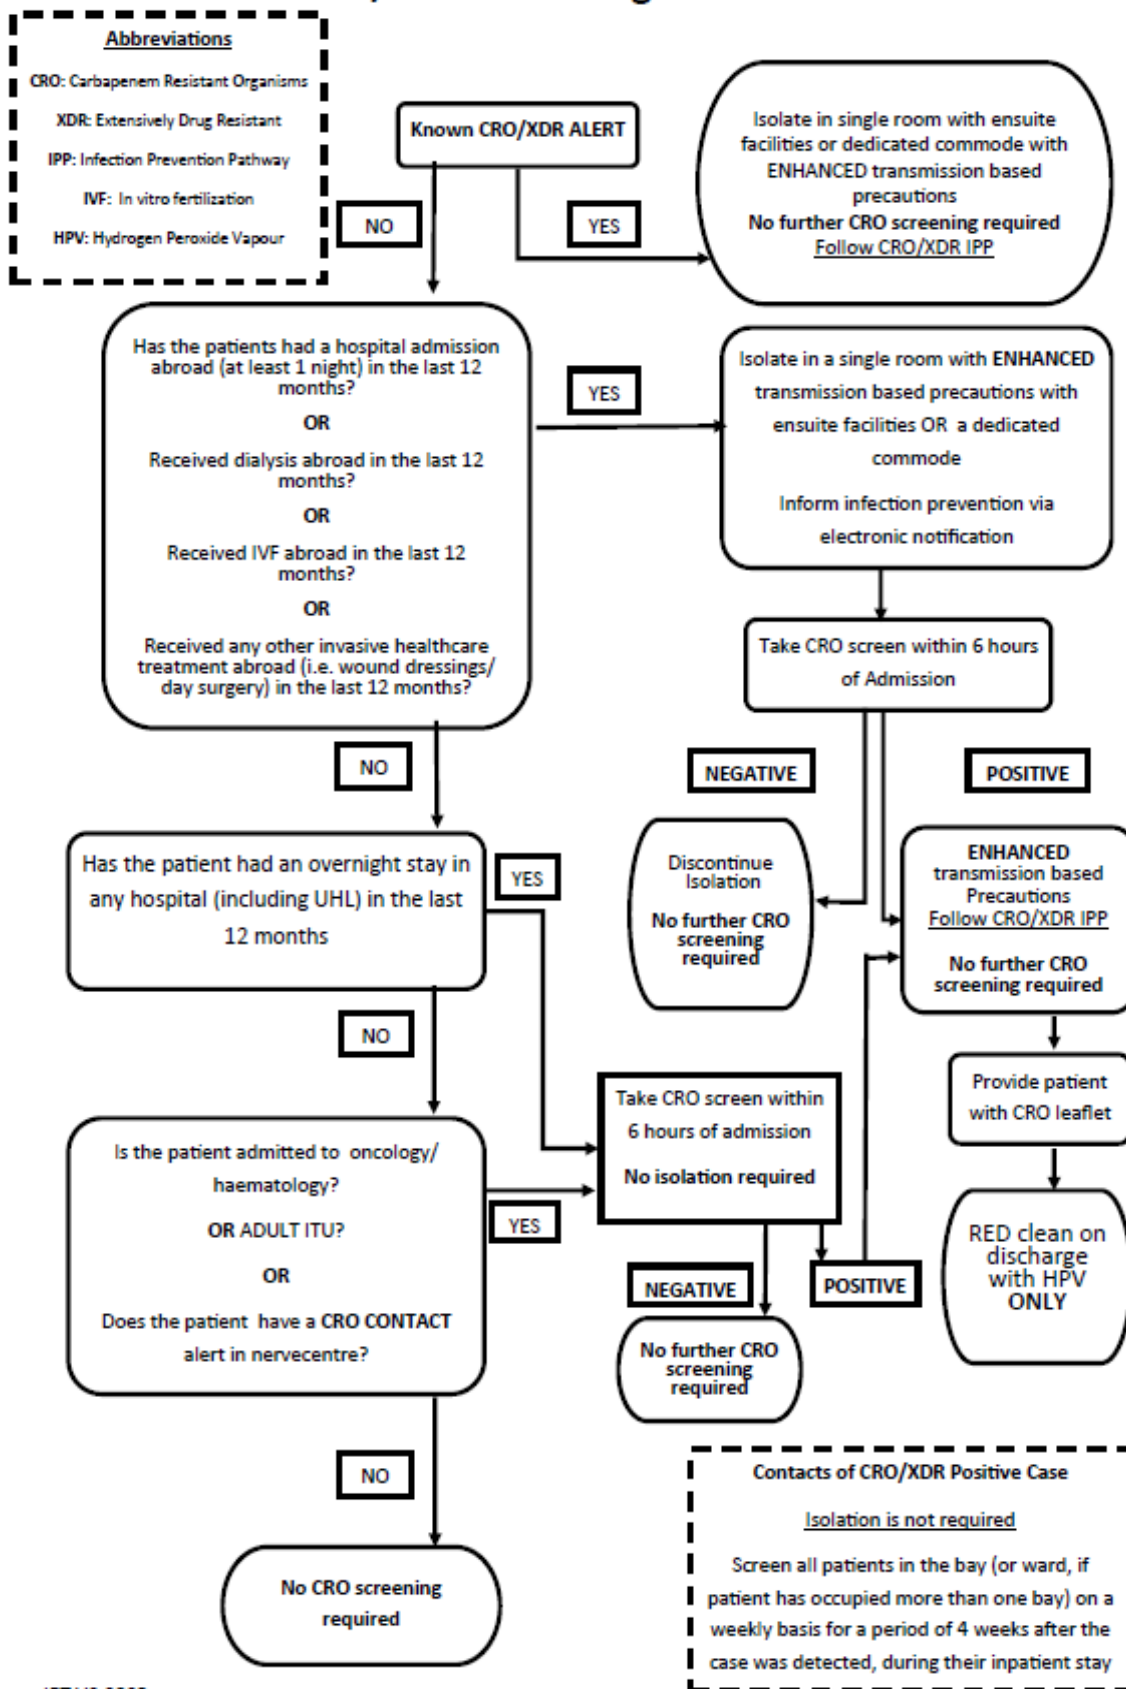 Abbreviations
CRO: Carbapenem Resistant Organisms
XDR: Extensively Drug Resistant
IPP: Infection Prevention Pathway
IVF: In vitro fertilization
HPV: Hydrogen Peroxide Vapour
Known CRO/XDR ALERT
NO
YES
Isolate in single room with ensuite
facilities or dedicated commode with
ENHANCED transmission based
precautions
No further CRO screening required
Follow CRO/XDR IPP
Has the patients had a hospital admission
abroad (at least 1 night) in the last 12
months?
OR
Received dialysis abroad in the last 12
months?
OR
Received IVF abroad in the last 12
months?
OR
Received any other invasive healthcare
treatment abroad (i.e. wound dressings/
day surgery) in the last 12 months?
YES
Isolate in a single room with ENHANCED
transmission based precautions with
ensuite facilities OR a dedicated
commode
Inform infection prevention via
electronic notification
Take CRO screen within 6 hours
of Admission
NO
NEGATIVE
POSITIVE
Discontinue
Isolation
No further CRO
screening
required
ENHANCED
transmission based
Precautions
Follow CRO/XDR IPP
No further CRO
screening required
Has the patient had an overnight stay in
any hospital (including UHL) in the last
12 months
YES
NO
Provide patient
with CRO leaflet
Take CRO screen within
6 hours of admission
No isolation required
Is the patient admitted to oncology/
haematology?
OR ADULT ITU?
OR
Does the patient have a CRO CONTACT
alert in nervecentre?
YES
RED clean on
discharge
with HPV
ONLY
NEGATIVE
POSITIVE
No further CRO
screening
required
NO
No CRO screening
required
Contacts of CRO/XDR Positive Case
Isolation is not required
Screen all patients in the bay (or ward, if
patient has occupied more than one bay) on a
weekly basis for a period of 4 weeks after the
case was detected, during their inpatient stay